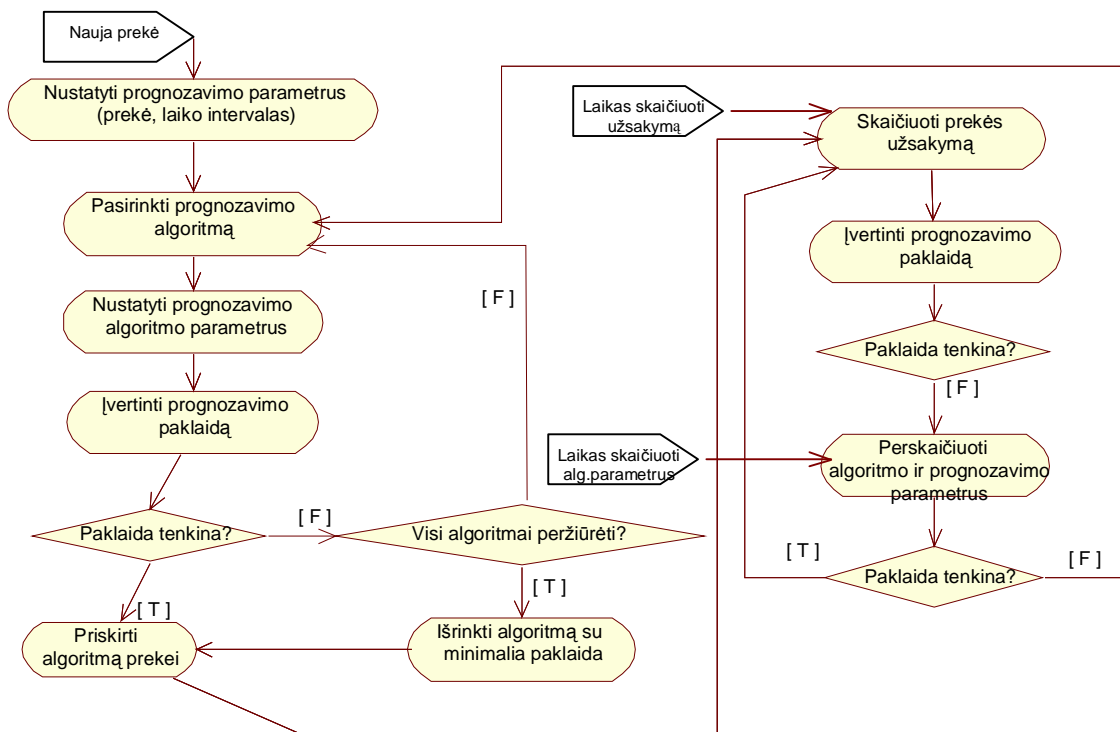 Nauja prekė
Nustatyti prognozavimo parametrus
(prekė, laiko intervalas)
Pasirinkti prognozavimo
algoritmą
Nustatyti prognozavimo
algoritmo parametrus
Įvertinti prognozavimo
paklaidą
Paklaida tenkina?
[ F ]
Visi algoritmai peržiūrėti?
[ F ]
[ T ]
[ T ]
Priskirti
algoritmą prekei
Išrinkti algoritmą su
minimalia paklaida
Laikas skaičiuoti
užsakymą
Skaičiuoti prekės
užsakymą
Įvertinti prognozavimo
paklaidą
Paklaida tenkina?
[ F ]
Laikas skaičiuoti
alg.parametrus
Perskaičiuoti
algoritmo ir prognozavimo
parametrus
[ T ]
Paklaida tenkina?
[ F ]